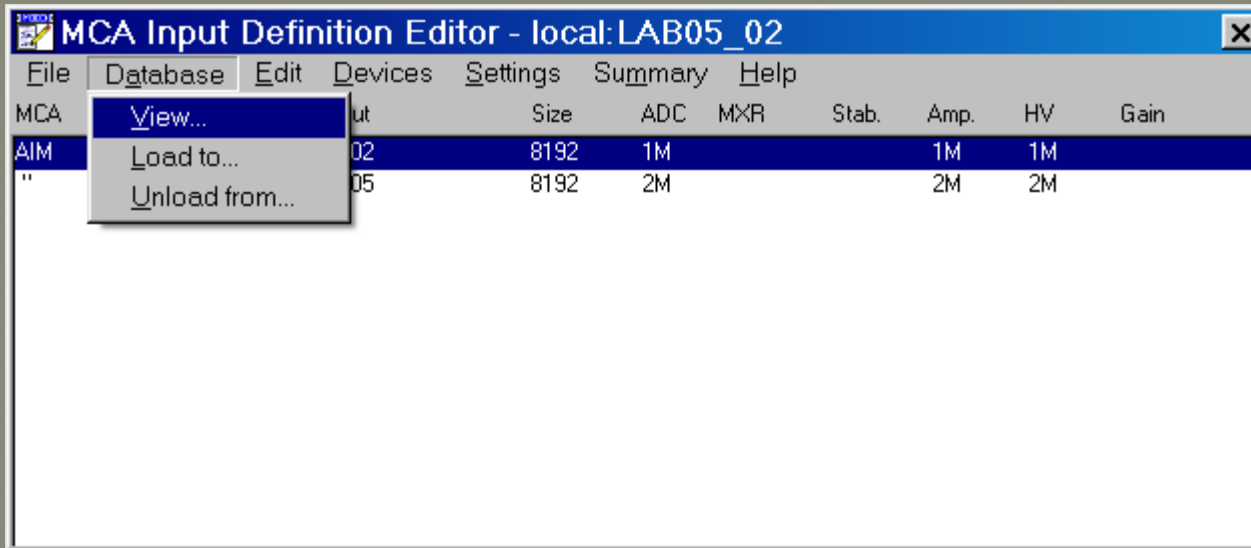 MCA Input Definition Editor - local:LAB05_02
File Database Edit Devices Settings Summary Help
MCA ut Size ADC MXR Stab. Amp. HV Gain
View...
AIM 02 8192 1M 1M 1M
Load to...
" 05 8192 2M 2M 2M
Unload from...